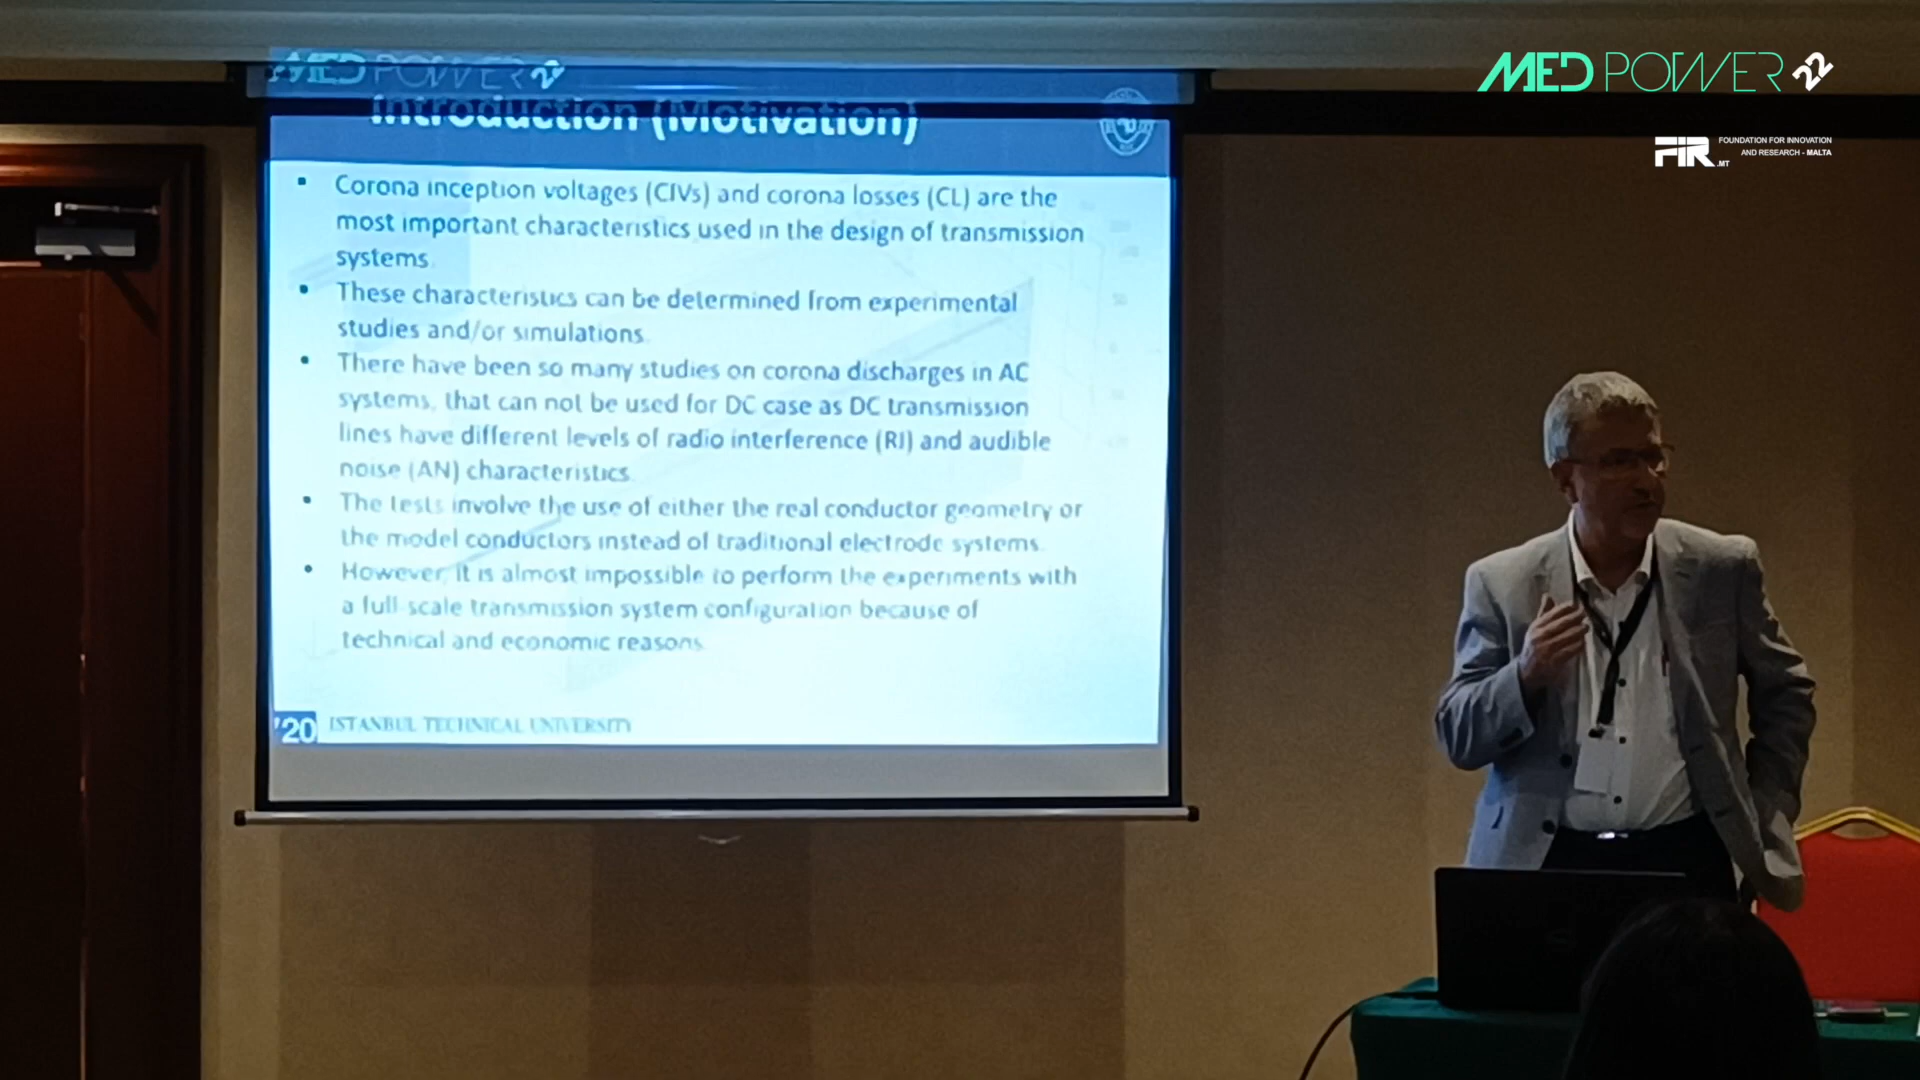 MED POWER 22
FIR.MT FOUNDATION FOR INNOVATION
AND RESEARCH - MALTA
MED POWER 22
Introduction (Motivation)
Corona inception voltages (CIVs) and corona losses (CL) are the
most important characteristics used in the design of transmission
systems.
These characteristics can be determined from experimental
studies and/or simulations.
There have been so many studies on corona discharges in AC
systems, that can not be used for DC case as DC transmission
lines have different levels of radio interference (RI) and audible
noise (AN) characteristics.
The tests involve the use of either the real conductor geometry or
the model conductors instead of traditional electrode systems.
However, it is almost impossible to perform the experiments with
a full-scale transmission system configuration because of
technical and economic reasons.
'20 ISTANBUL TECHNICAL UNIVERSITY